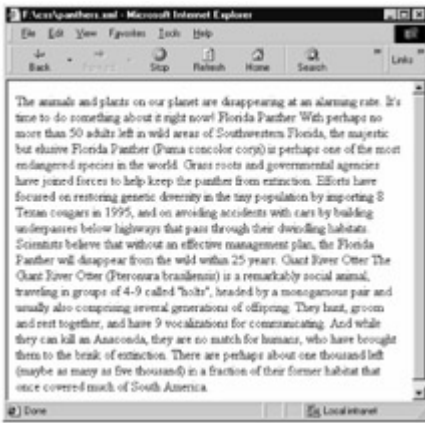 F:\css\panthers.xml - Microsoft Internet Explorer
File Edit View Favorites Tools Help
Back Forward Stop Refresh Home Search » Links »
The animals and plants on our planet are disappearing at an alarming rate. It's
time to do something about it right now! Florida Panther With perhaps no
more than 50 adults left in wild areas of Southwestern Florida, the majestic
but elusive Florida Panther (Puma concolor coryi) is perhaps one of the most
endangered species in the world. Grass roots and governmental agencies
have joined forces to help keep the panther from extinction. Efforts have
focused on restoring genetic diversity in the tiny population by importing 8
Texan cougars in 1995, and on avoiding accidents with cars by building
underpasses below highways that pass through their dwindling habitats.
Scientists believe that without an effective management plan, the Florida
Panther will disappear from the wild within 25 years. Giant River Otter The
Giant River Otter (Pteronura brasiliensis) is a remarkably social animal,
traveling in groups of 4-9 called "holts", headed by a monogamous pair and
usually also comprising several generations of offspring. They hunt, groom
and rest together, and have 9 vocalizations for communicating. And while
they can kill an Anaconda, they are no match for humans, who have brought
them to the brink of extinction. There are perhaps about one thousand left
(maybe as many as five thousand) in a fraction of their former habitat that
once covered much of South America.
Done Local intranet